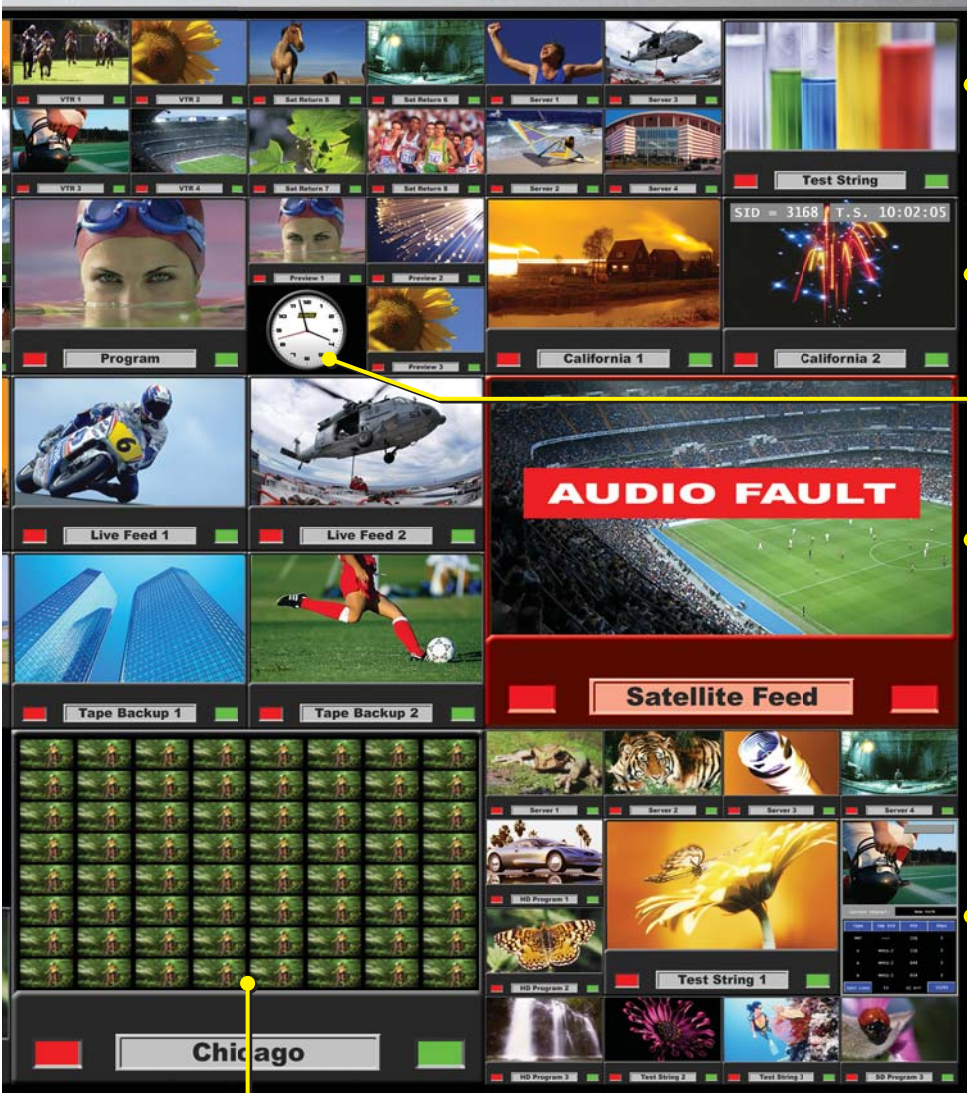 VTR 1
VTR 2
Sat Return 5
Sat Return 6
Server 1
Server 3
VTR 3
VTR 4
Sat Return 7
Sat Return 8
Server 2
Server 4
Test String
SID = 3168 T.S. 10:02:05
Program
Preview 1
Preview 2
Preview 3
California 1
California 2
Live Feed 1
Live Feed 2
AUDIO FAULT
Satellite Feed
Tape Backup 1
Tape Backup 2
Chicago
Server 1
Server 2
Server 3
Server 4
HD Program 1
HD Program 2
Test String 1
HD Program 3
Test String 2
Test String 3
SD Program 3